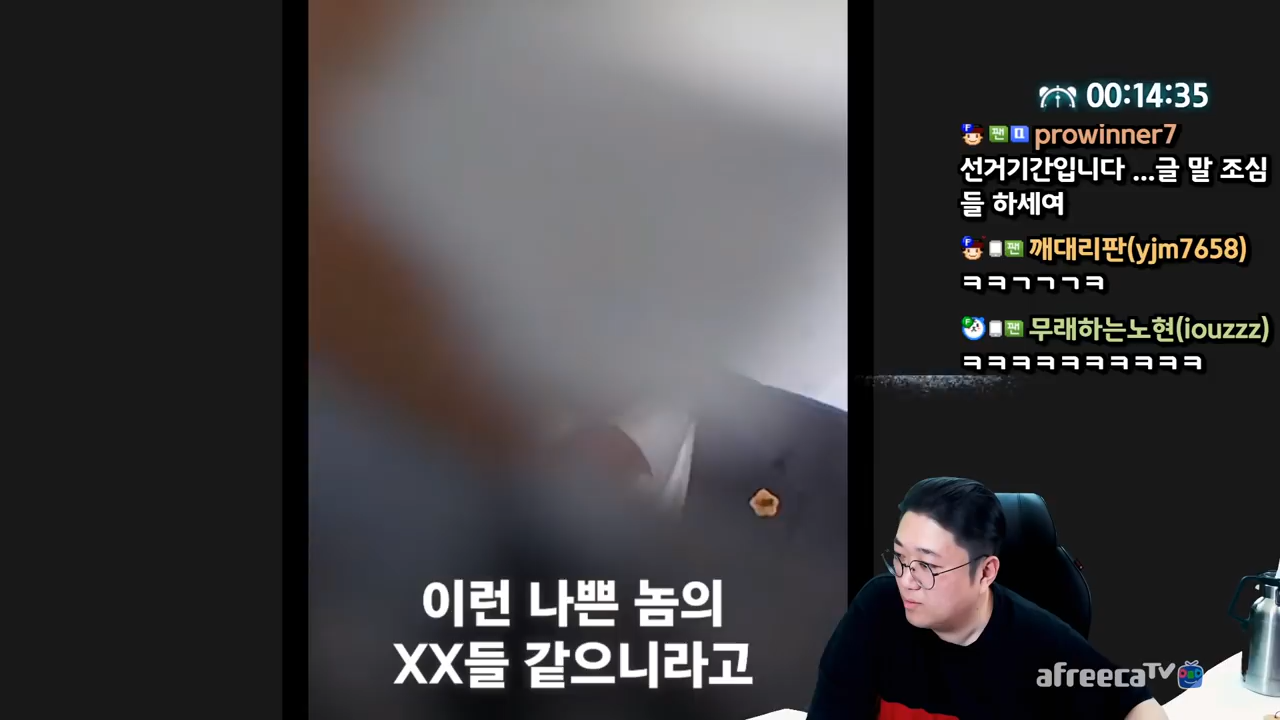 00:14:35
prowinner7
선거기간입니다 ...글 말 조심
들 하세여
깨대리판(yjm7658)
ㅋㅋㄱㄱㄱㅋ
무래하는노현(iouzzz)
ㅋㅋㅋㅋㅋㅋㅋㅋㅋㅋ
이런 나쁜 놈의
XX들 같으니라고
afreecaTV